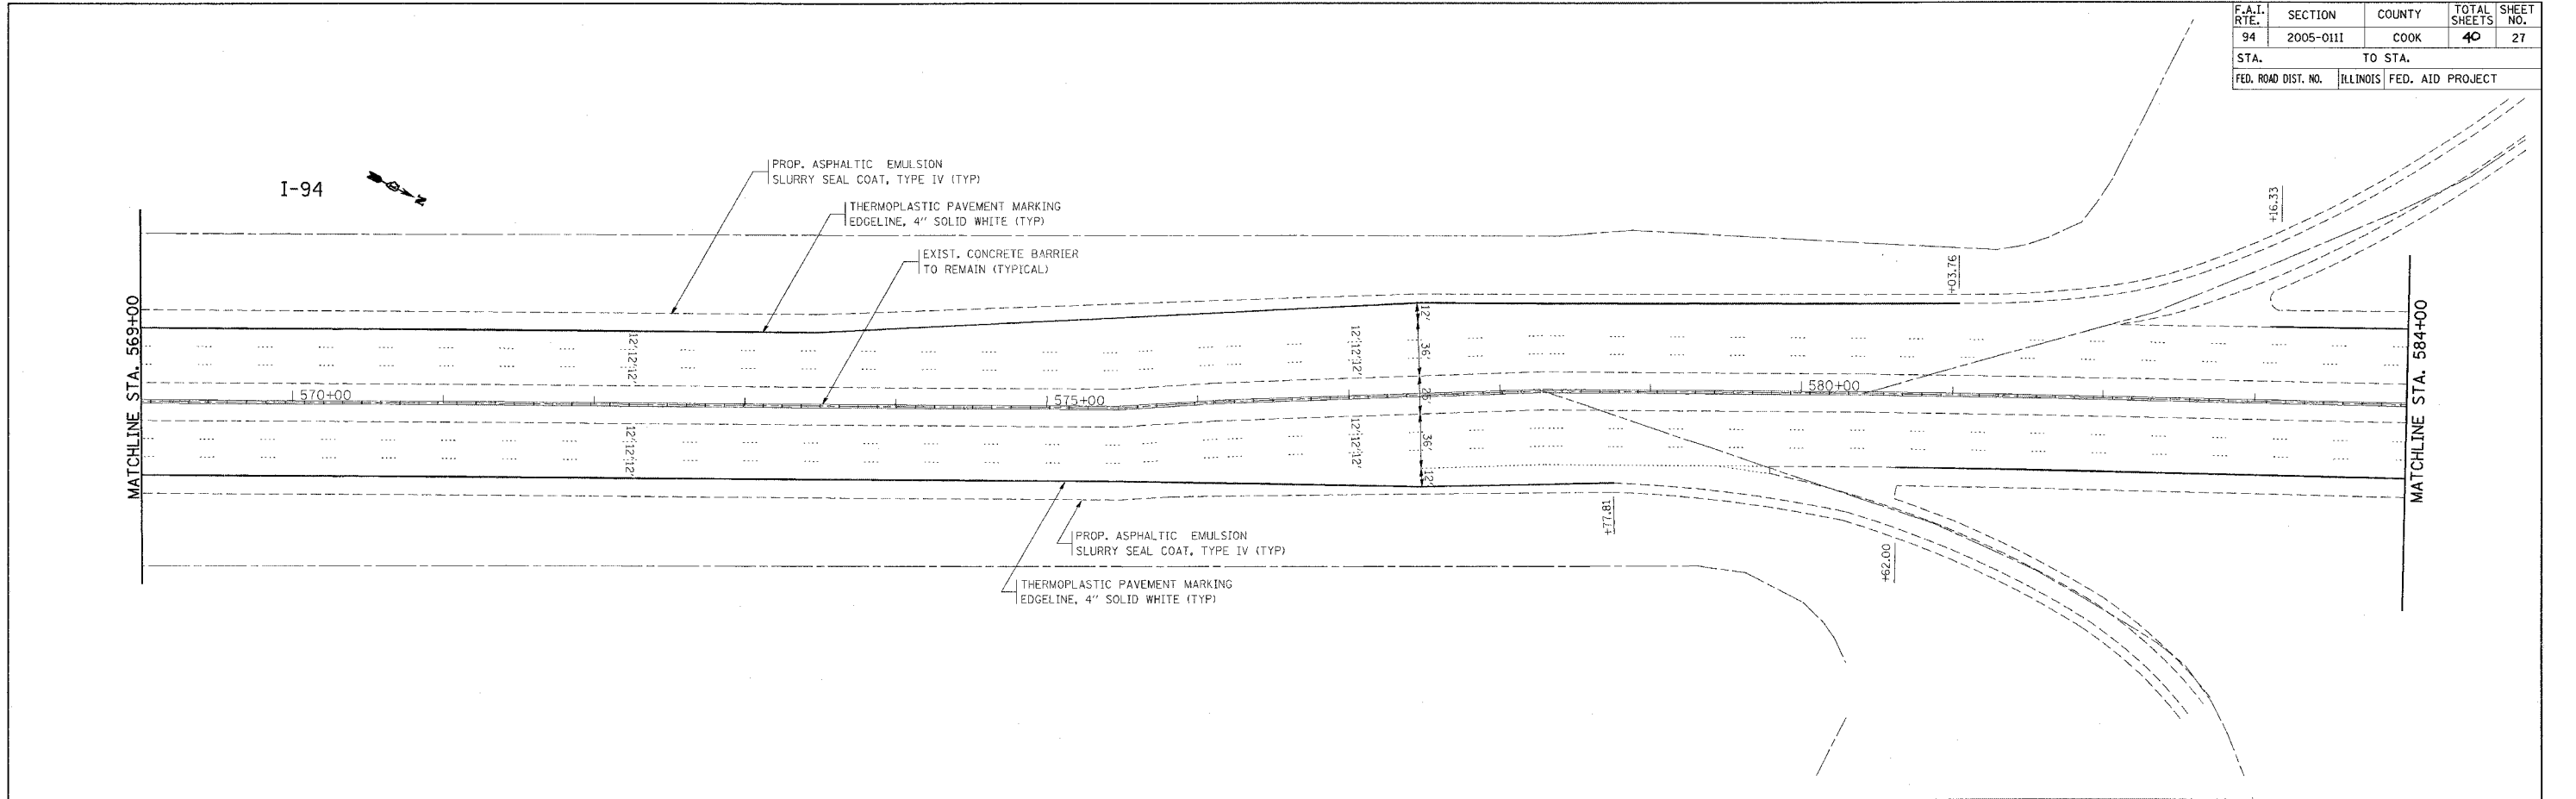 F.A.I. RTE. SECTION COUNTY TOTAL SHEETS SHEET NO.
94 2005-011I COOK 40 27
STA. TO STA.
FED. ROAD DIST. NO. ILLINOIS FED. AID PROJECT
I-94
N
PROP. ASPHALTIC EMULSION
SLURRY SEAL COAT, TYPE IV (TYP)
THERMOPLASTIC PAVEMENT MARKING
EDGELINE, 4" SOLID WHITE (TYP)
EXIST. CONCRETE BARRIER
TO REMAIN (TYPICAL)
+16.33
+03.76
MATCHLINE STA. 569+00
MATCHLINE STA. 584+00
12' 12' 12'
12' 12' 12'
12'
36'
570+00
575+00
580+00
12' 12' 12'
12' 12' 12'
36'
12'
+77.81
+62.00
PROP. ASPHALTIC EMULSION
SLURRY SEAL COAT, TYPE IV (TYP)
THERMOPLASTIC PAVEMENT MARKING
EDGELINE, 4" SOLID WHITE (TYP)